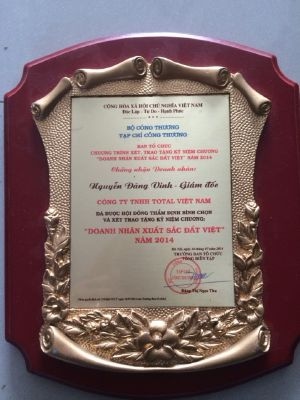 CỘNG HÒA XÃ HỘI CHỦ NGHĨA VIỆT NAM
Độc Lập - Tự Do - Hạnh Phúc
BỘ CÔNG THƯƠNG
TẠP CHÍ CÔNG THƯƠNG
BAN TỔ CHỨC
CHƯƠNG TRÌNH XÉT, TRAO TẶNG KỶ NIỆM CHƯƠNG
"DOANH NHÂN XUẤT SẮC ĐẤT VIỆT" NĂM 2014
Chứng nhận Doanh nhân:
Nguyễn Đăng Vinh - Giám đốc
CÔNG TY TNHH TOTAL VIỆT NAM
ĐÃ ĐƯỢC HỘI ĐỒNG THẨM ĐỊNH BÌNH CHỌN
VÀ XÉT TRAO TẶNG KỶ NIỆM CHƯƠNG:
"DOANH NHÂN XUẤT SẮC ĐẤT VIỆT"
NĂM 2014
TRƯỞNG BAN TỔ CHỨC
TỔNG BIÊN TẬP
Đặng Thị Ngọc Thu